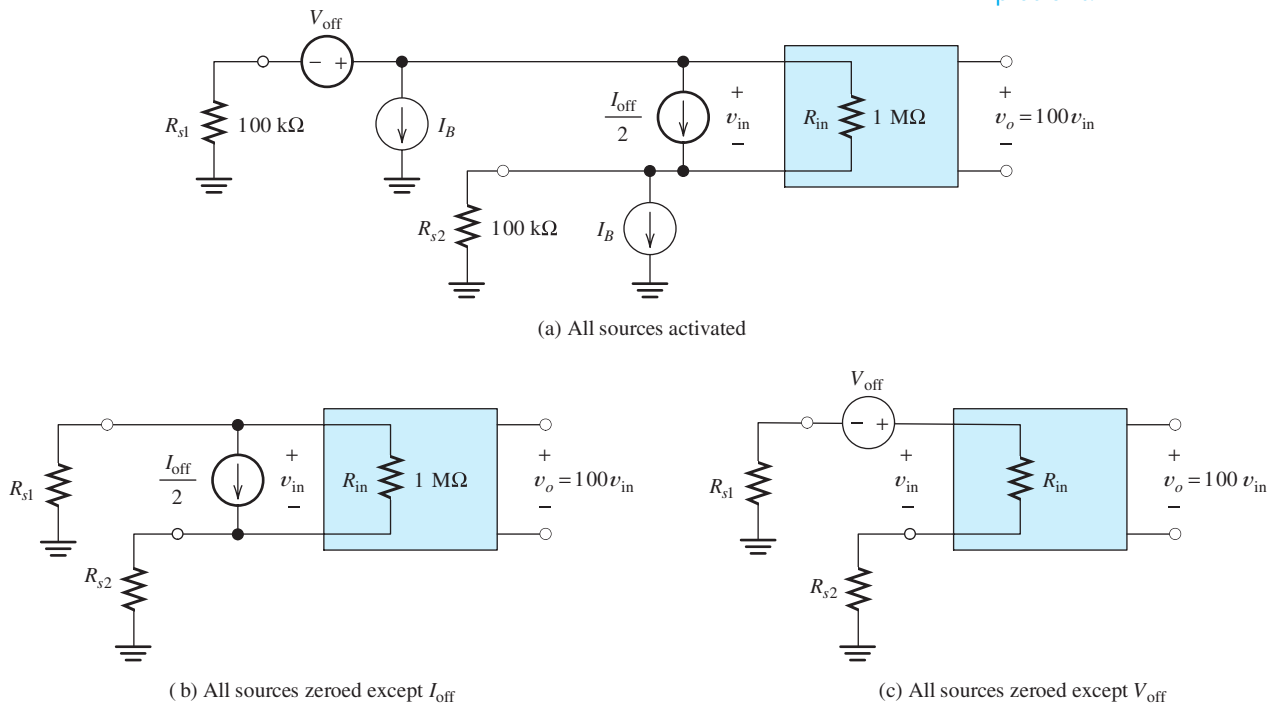 V_off
− +
R_s1 100 kΩ
I_B
I_off/2
+ v_in −
R_in 1 MΩ
+ v_o = 100v_in −
R_s2 100 kΩ
I_B
(a) All sources activated
R_s1
I_off/2
+ v_in −
R_in 1 MΩ
+ v_o = 100v_in −
R_s2
( b) All sources zeroed except I_off
V_off
− +
R_s1
+ v_in −
R_in
+ v_o = 100 v_in −
R_s2
(c) All sources zeroed except V_off